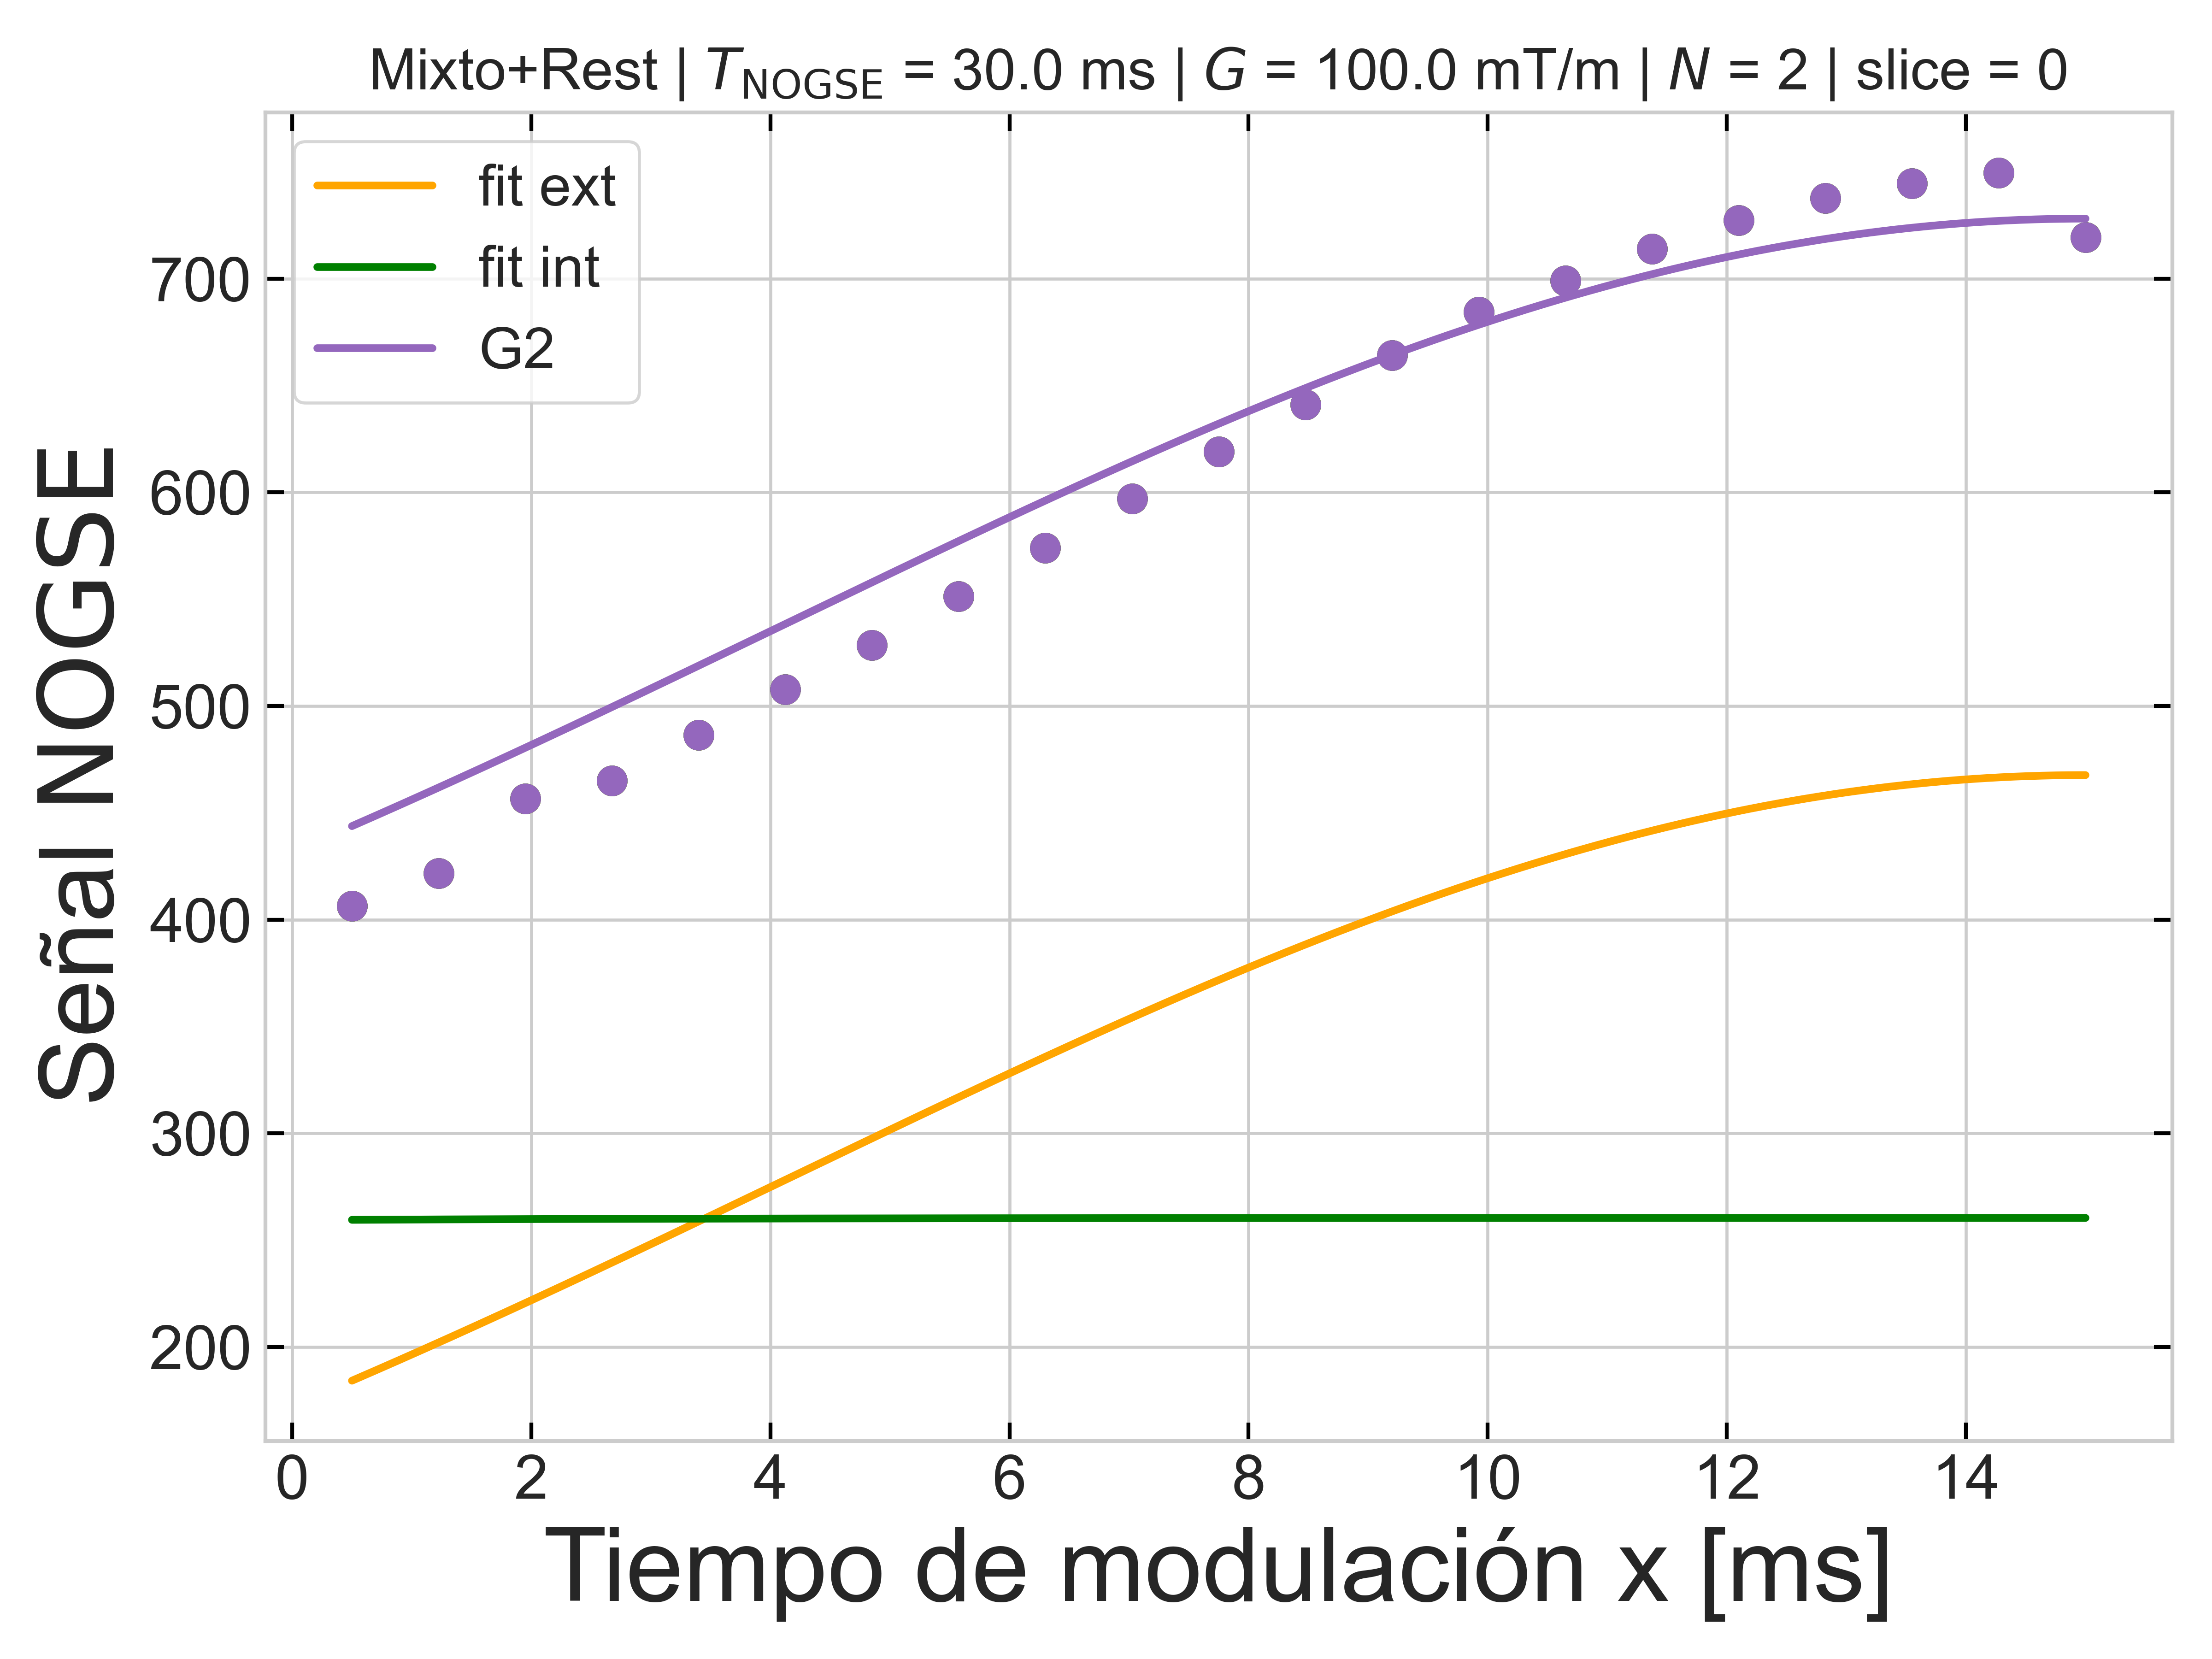 Mixto+Rest | T_NOGSE = 30.0 ms | G = 100.0 mT/m | N = 2 | slice = 0
fit ext
fit int
G2
Señal NOGSE
700
600
500
400
300
200
0 2 4 6 8 10 12 14
Tiempo de modulación x [ms]